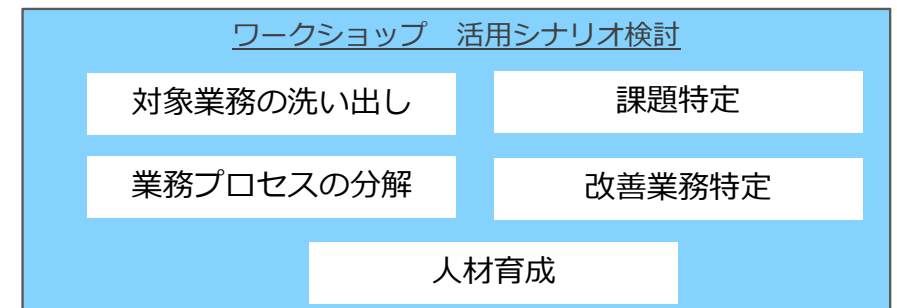 ワークショップ　活用シナリオ検討
対象業務の洗い出し
課題特定
業務プロセスの分解
改善業務特定
人材育成